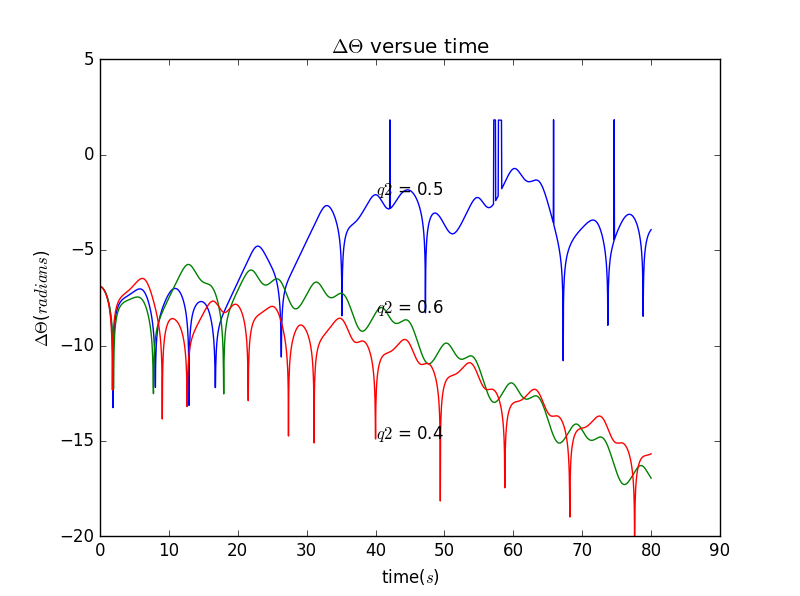 ΔΘ versue time
5
0
−5
−10
−15
−20
ΔΘ(radians)
q2 = 0.5
q2 = 0.6
q2 = 0.4
0 10 20 30 40 50 60 70 80 90
time(s)